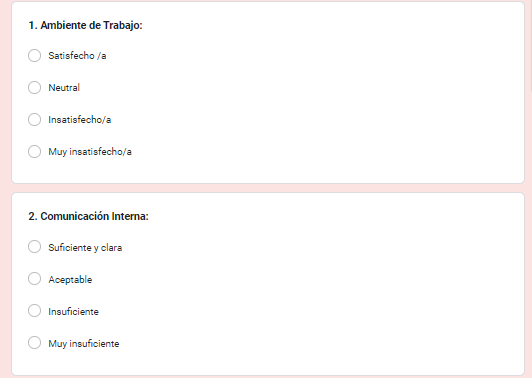 1. Ambiente de Trabajo:
Satisfecho /a
Neutral
Insatisfecho/a
Muy insatisfecho/a
2. Comunicación Interna:
Suficiente y clara
Aceptable
Insuficiente
Muy insuficiente